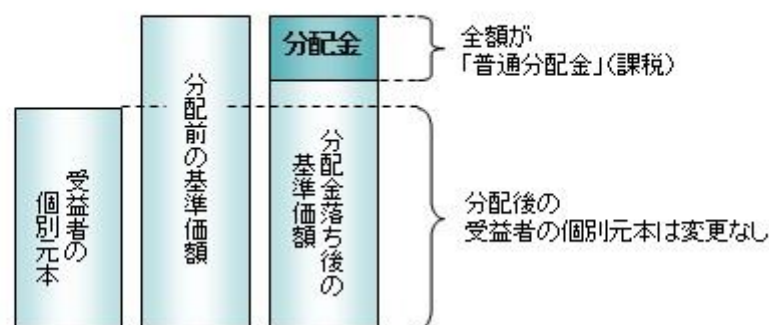 受益者の
個別元本
分配前の基準価額
分配金
分配金落ち後の
基準価額
全額が
「普通分配金」(課税)
分配後の
受益者の個別元本は変更なし